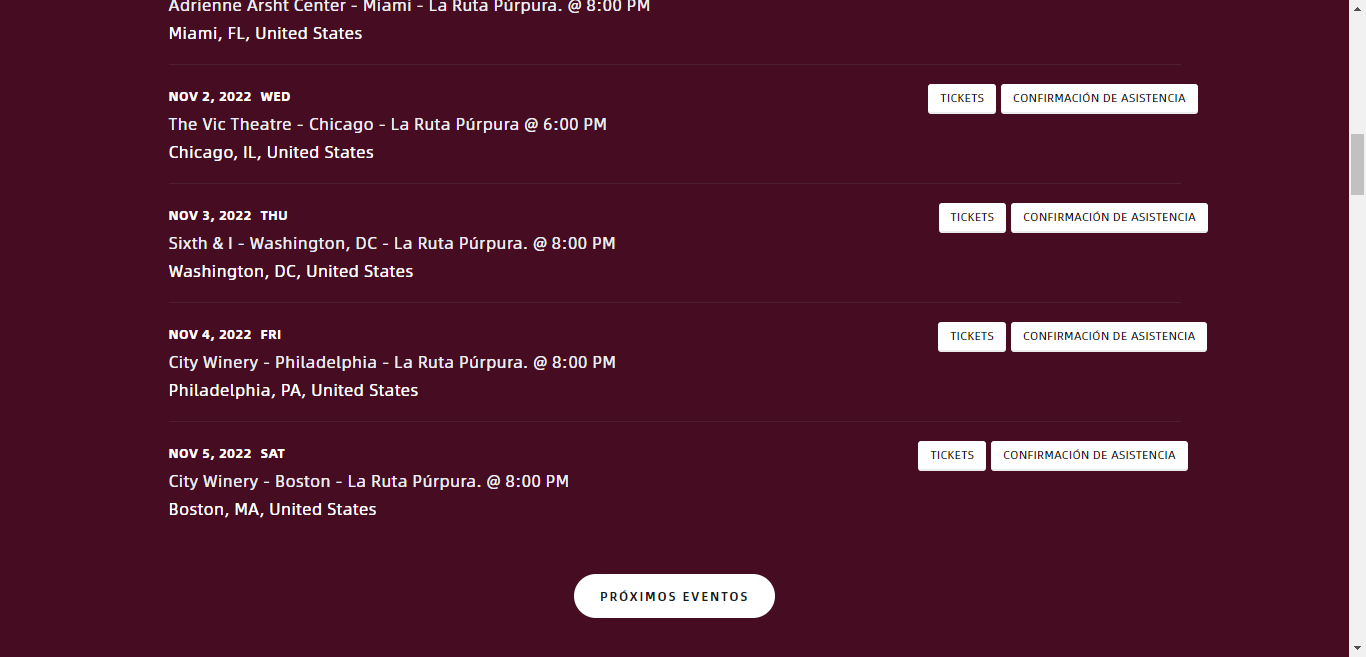 Adrienne Arsht Center - Miami - La Ruta Púrpura. @ 8:00 PM
Miami, FL, United States
NOV 2, 2022 WED
TICKETS CONFIRMACIÓN DE ASISTENCIA
The Vic Theatre - Chicago - La Ruta Púrpura @ 6:00 PM
Chicago, IL, United States
NOV 3, 2022 THU
TICKETS CONFIRMACIÓN DE ASISTENCIA
Sixth & I - Washington, DC - La Ruta Púrpura. @ 8:00 PM
Washington, DC, United States
NOV 4, 2022 FRI
TICKETS CONFIRMACIÓN DE ASISTENCIA
City Winery - Philadelphia - La Ruta Púrpura. @ 8:00 PM
Philadelphia, PA, United States
NOV 5, 2022 SAT
TICKETS CONFIRMACIÓN DE ASISTENCIA
City Winery - Boston - La Ruta Púrpura. @ 8:00 PM
Boston, MA, United States
PRÓXIMOS EVENTOS